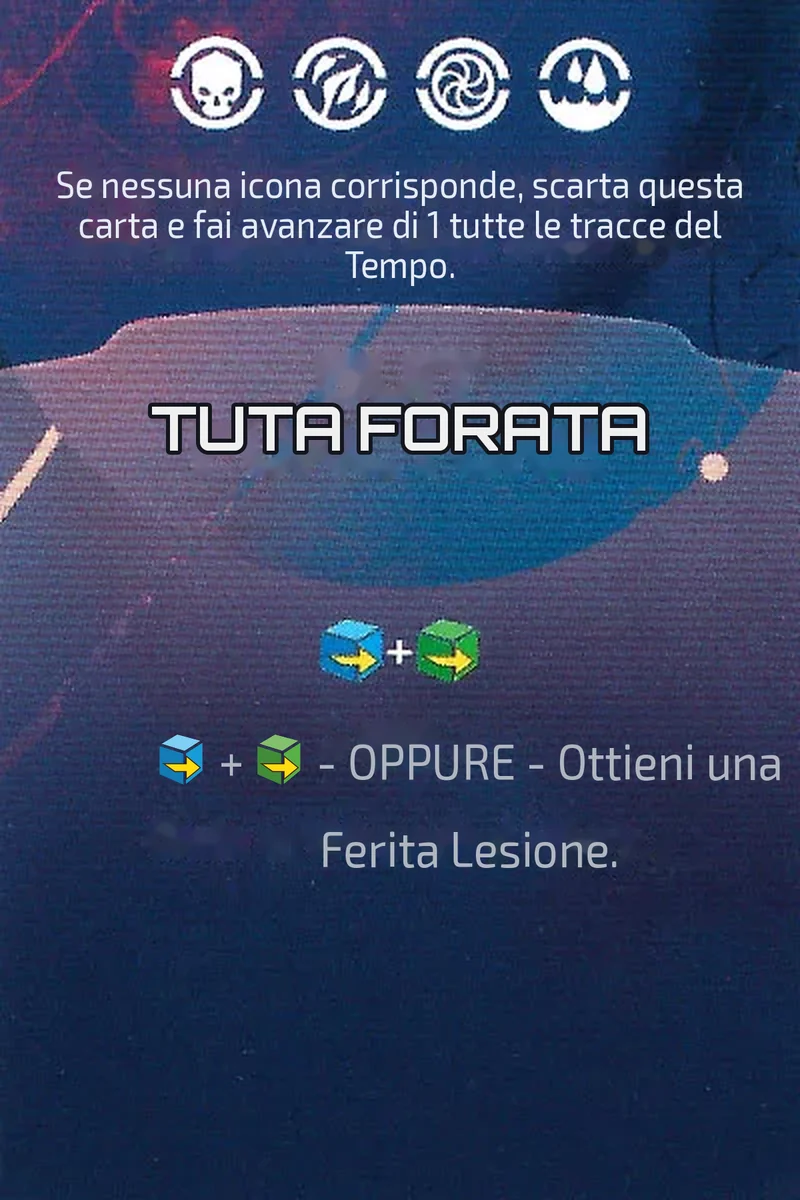 Se nessuna icona corrisponde, scarta questa
carta e fai avanzare di 1 tutte le tracce del
Tempo.
TUTA FORATA
+
+ - OPPURE - Ottieni una
Ferita Lesione.